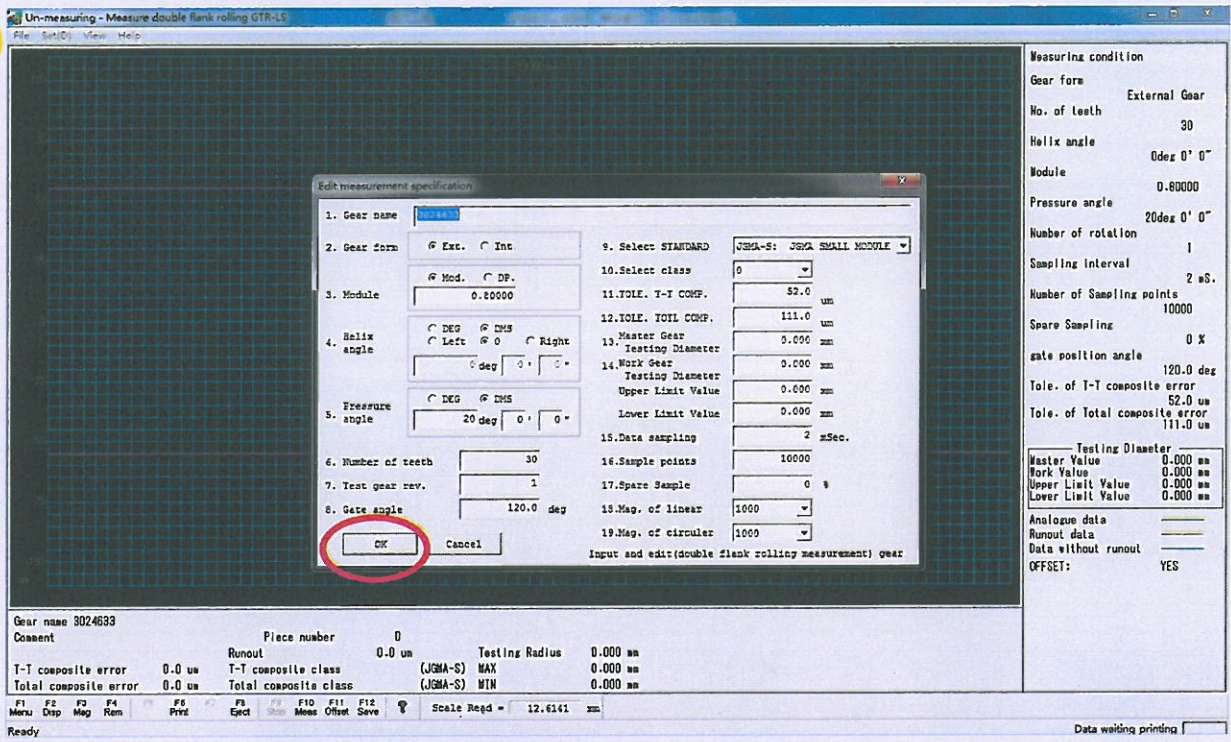 Un-measuring - Measure double flank rolling GTR-LS
File Set(D) View Help
Edit measurement specification
1. Gear name 3024633
2. Gear form Ext. Int
Mod. DP.
3. Module 0.80000
DEG DMS
4. Helix angle Left 0 Right
0 deg 0 ' 0 "
DEG DMS
5. Pressure angle 20 deg 0 ' 0 "
6. Number of teeth 30
7. Test gear rev. 1
8. Gate angle 120.0 deg
OK Cancel
9. Select STANDARD JGMA-S: JGMA SMALL MODULE
10.Select class 0
11.TOLE. T-T COMP. 52.0 um
12.TOLE. TOTL COMP. 111.0 um
13. Master Gear Testing Diameter 0.000 mm
14. Work Gear Testing Diameter 0.000 mm
Upper Limit Value 0.000 mm
Lower Limit Value 0.000 mm
15.Data sampling 2 mSec.
16.Sample points 10000
17.Spare Sample 0 %
18.Mag. of linear 1000
19.Mag. of circuler 1000
Input and edit(double flank rolling measurement) gear
Measuring condition
Gear form
External Gear
No. of teeth
30
Helix angle
0deg 0' 0"
Module
0.80000
Pressure angle
20deg 0' 0"
Number of rotation
1
Sampling interval
2 mS.
Number of Sampling points
10000
Spare Sampling
0 %
gate position angle
120.0 deg
Tole. of T-T composite error
52.0 um
Tole. of Total composite error
111.0 um
Testing Diameter
Master Value 0.000 mm
Work Value 0.000 mm
Upper Limit Value 0.000 mm
Lower Limit Value 0.000 mm
Analogue data
Runout data
Data without runout
OFFSET: YES
Gear name 3024633
Comment Piece number 0
Runout 0.0 um Testing Radius 0.000 mm
T-T composite error 0.0 um T-T composite class (JGMA-S) MAX 0.000 mm
Total composite error 0.0 um Total composite class (JGMA-S) MIN 0.000 mm
F1 F2 F3 F4 F6 F8 F10 F11 F12
Menu Disp Mag Rem Print Eject Stop Meas Offset Save Scale Read = 12.6141 mm
Ready Data waiting printing